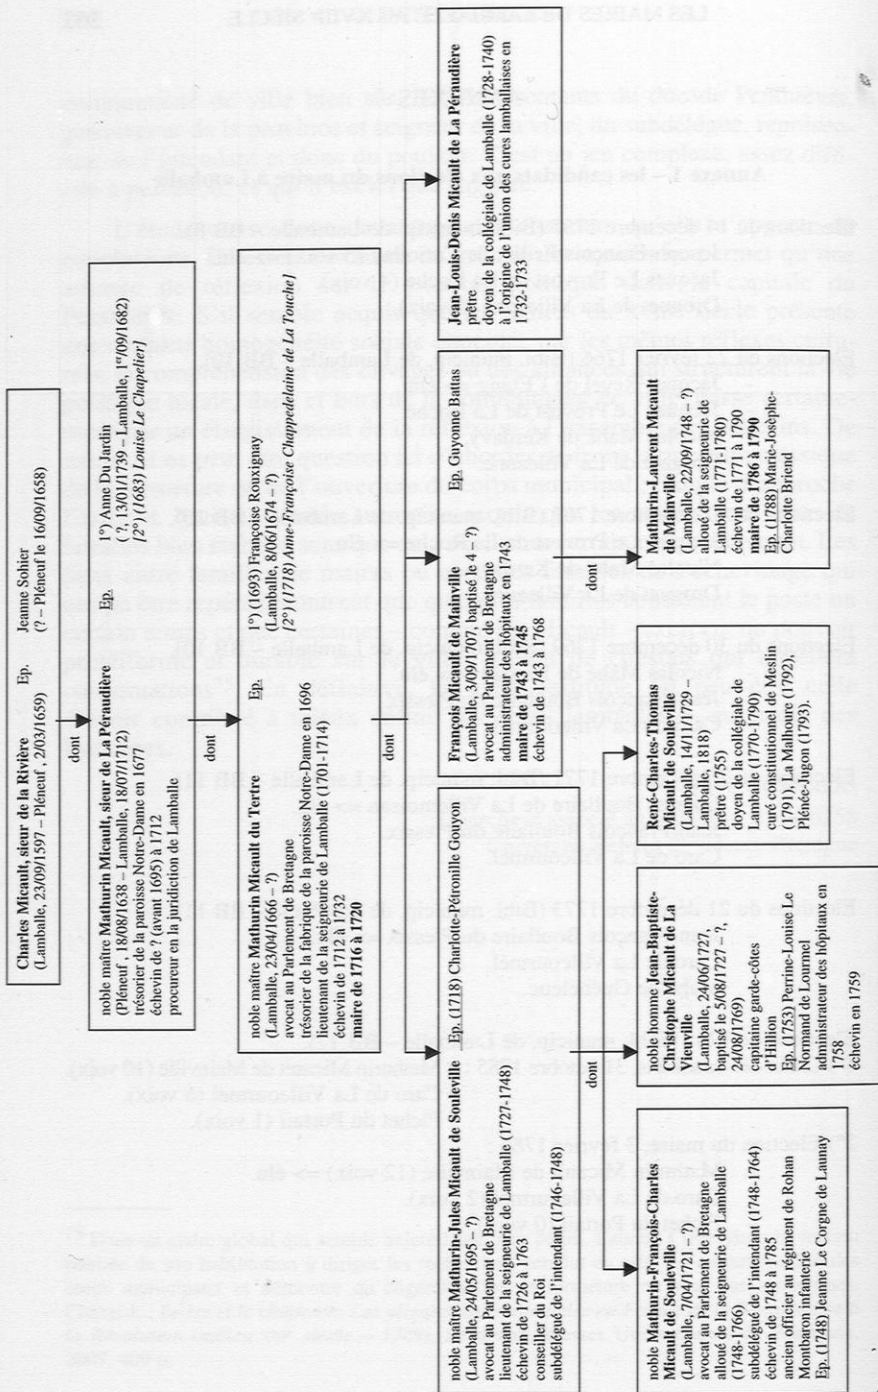 Charles Micault, sieur de la Rivière Ep. Jeanne Sohier
(Lamballe, 23/09/1597 – Pléneuf, 2/03/1659) (? – Pléneuf le 16/09/1658)
dont
noble maître Mathurin Micault, sieur de La Péraudière
(Pléneuf, 18/08/1638 – Lamballe, 18/07/1712)
trésorier de la paroisse Notre-Dame en 1677
échevin de ? (avant 1695) à 1712
procureur en la juridiction de Lamballe
Ep.
1°) Anne Du Jardin
(?, 13/01/1739 – Lamballe, 1er/09/1682)
[2°) (1683) Louise Le Chapelier]
dont
noble maître Mathurin Micault du Tertre
(Lamballe, 23/04/1666 – ?)
avocat au Parlement de Bretagne
trésorier de la fabrique de la paroisse Notre-Dame en 1696
lieutenant de la seigneurie de Lamballe (1701-1714)
échevin de 1712 à 1732
maire de 1716 à 1720
Ep.
1°) (1693) Françoise Rouxignay
(Lamballe, 8/06/1674 – ?)
[2°) (1718) Anne-Françoise Chappedelaine de La Touche]
dont
noble maître Mathurin-Jules Micault de Souleville Ep. (1718) Charlotte-Pétronille Gouyon
(Lamballe, 24/05/1695 – ?)
avocat au Parlement de Bretagne
lieutenant de la seigneurie de Lamballe (1727-1748)
échevin de 1726 à 1763
conseiller du Roi
subdélégué de l'intendant (1746-1748)
François Micault de Mainville Ep. Guyonne Battas
(Lamballe, 3/09/1707, baptisé le 4 – ?)
avocat au Parlement de Bretagne
administrateur des hôpitaux en 1743
maire de 1743 à 1745
échevin de 1743 à 1768
Jean-Louis-Denis Micault de La Péraudière
prêtre
doyen de la collégiale de Lamballe (1728-1740)
à l'origine de l'union des cures lamballaises en
1732-1733
dont
dont
noble Mathurin-François-Charles
Micault de Souleville
(Lamballe, 7/04/1721 – ?)
avocat au Parlement de Bretagne
alloué de la seigneurie de Lamballe
(1748-1766)
subdélégué de l'intendant (1748-1764)
échevin de 1748 à 1785
ancien officier au régiment de Rohan
Montbaron infanterie
Ep. (1748) Jeanne Le Corgne de Launay
noble homme Jean-Baptiste-
Christophe Micault de La
Vieuville
(Lamballe, 24/06/1727,
baptisé le 5/08/1727 – ?,
24/08/1769)
capitaine garde-côtes
d'Hillion
Ep. (1753) Perrine-Louise Le
Normand de Lourmel
administrateur des hôpitaux en
1758
échevin en 1759
René-Charles-Thomas
Micault de Souleville
(Lamballe, 14/11/1729 –
Lamballe, 1818)
prêtre (1755)
doyen de la collégiale de
Lamballe (1770-1790)
curé constitutionnel de Meslin
(1791), La Malhoure (1792),
Plénée-Jugon (1793).
Mathurin-Laurent Micault
de Mainville
(Lamballe, 22/07/1748 – ?)
alloué de la seigneurie de
Lamballe (1771-1780)
échevin de 1771 à 1790
maire de 1786 à 1790
Ep. (1788) Marie-Josèphe-
Charlotte Briend